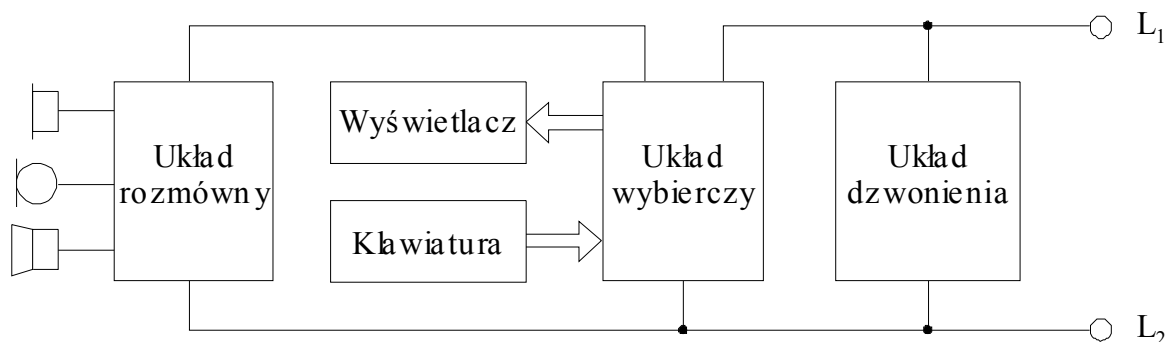 L₁
Wyświetlacz
Układ
rozmówny
Układ
wybierczy
Układ
dzwonienia
Klawiatura
L₂